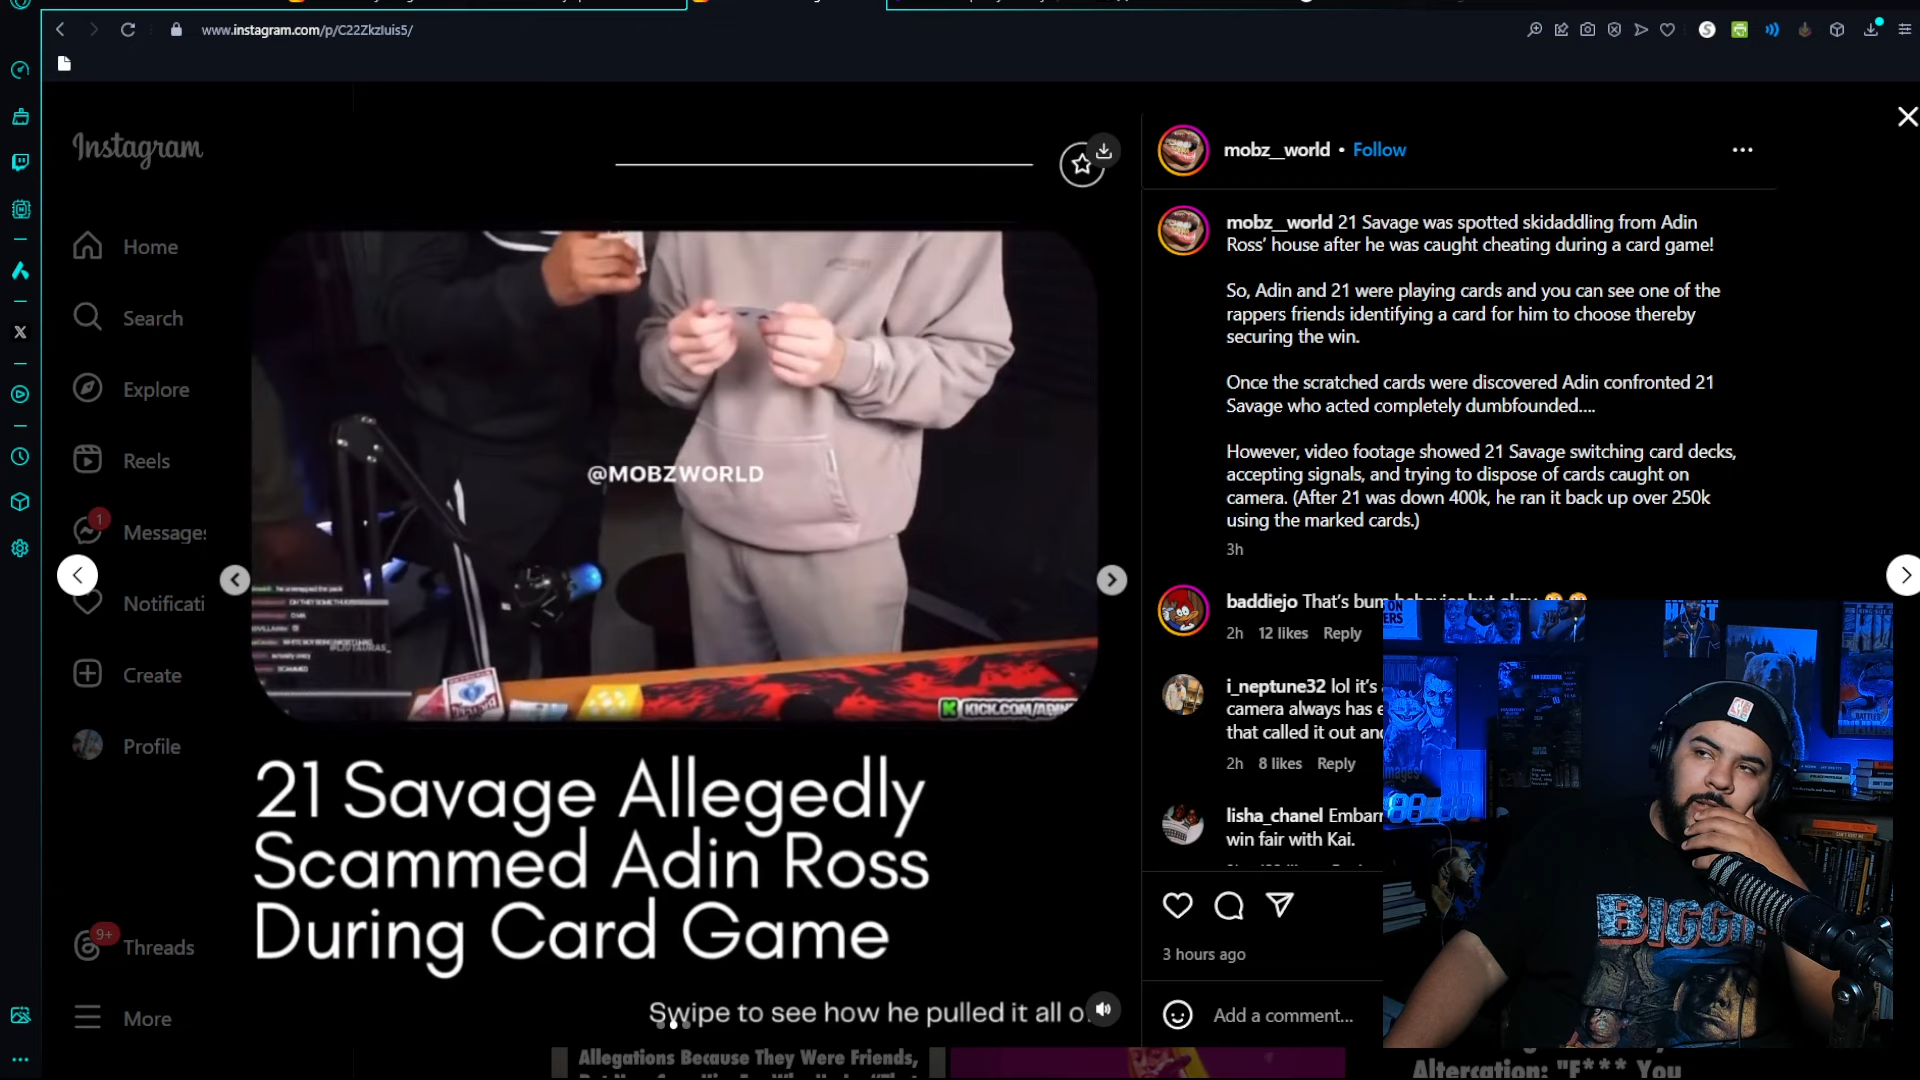 www.instagram.com/p/C22ZkzIuis5/
Instagram
Home
Search
Explore
Reels
1
Messages
Notificati
Create
Profile
9+
Threads
More
@MOBZWORLD
SCAMMED
KICK.COM/ADIN
21 Savage Allegedly
Scammed Adin Ross
During Card Game
Swipe to see how he pulled it all o
mobz__world • Follow
mobz__world 21 Savage was spotted skidaddling from Adin
Ross’ house after he was caught cheating during a card game!
So, Adin and 21 were playing cards and you can see one of the
rappers friends identifying a card for him to choose thereby
securing the win.
Once the scratched cards were discovered Adin confronted 21
Savage who acted completely dumbfounded....
However, video footage showed 21 Savage switching card decks,
accepting signals, and trying to dispose of cards caught on
camera. (After 21 was down 400k, he ran it back up over 250k
using the marked cards.)
3h
baddiejo That’s bum behavior but okay
2h 12 likes Reply
i_neptune32 lol it’s
camera always has e
that called it out and
2h 8 likes Reply
lisha_chanel Embarr
win fair with Kai.
3 hours ago
Add a comment...
BIGGIE
Allegations Because They Were Friends,
Altercation: "F*** You